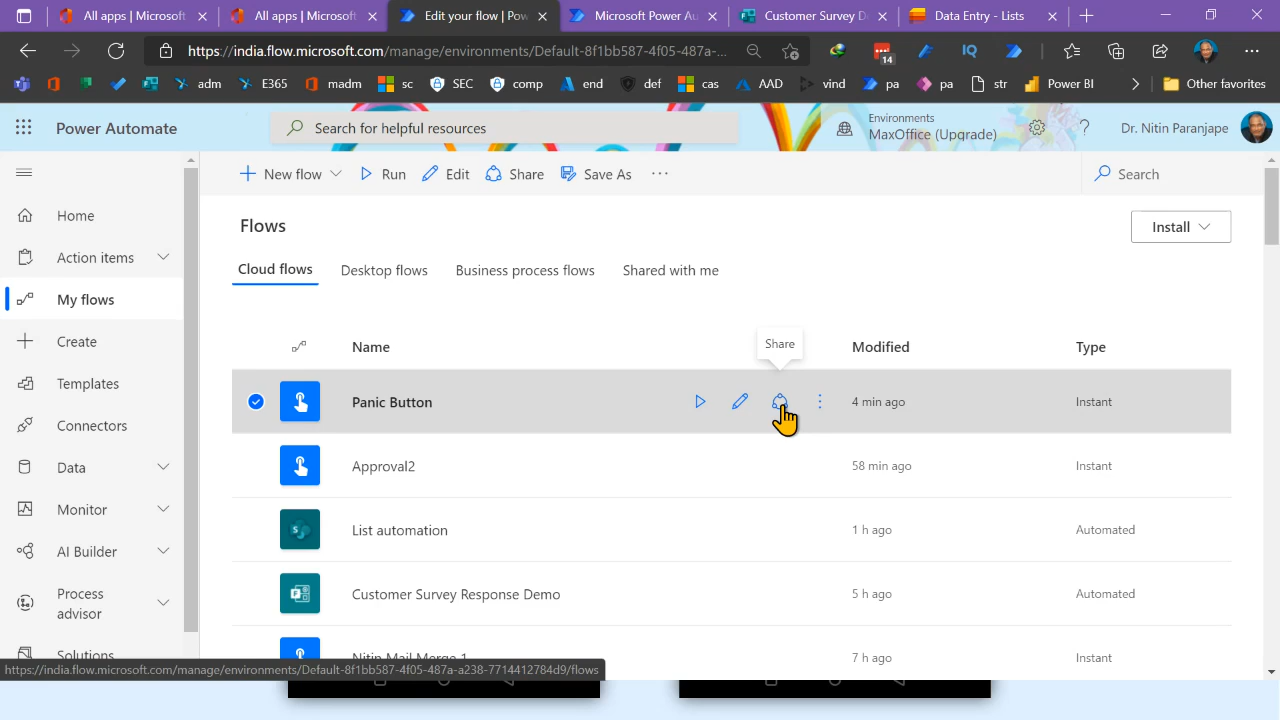 All apps | Microsoft
All apps | Microsoft
Edit your flow | Pow
Microsoft Power Au
Customer Survey D
Data Entry - Lists
https://india.flow.microsoft.com/manage/environments/Default-8f1bb587-4f05-487a-...
14
IQ
adm
E365
madm
sc
SEC
comp
end
def
cas
AAD
vind
pa
pa
str
Power BI
Other favorites
Power Automate
Search for helpful resources
Environments
MaxOffice (Upgrade)
Dr. Nitin Paranjape
Home
Action items
My flows
Create
Templates
Connectors
Data
Monitor
AI Builder
Process
advisor
Solutions
New flow
Run
Edit
Share
Save As
Search
Flows
Install
Cloud flows
Desktop flows
Business process flows
Shared with me
Name
Share
Modified
Type
Panic Button
4 min ago
Instant
Approval2
58 min ago
Instant
List automation
1 h ago
Automated
Customer Survey Response Demo
5 h ago
Automated
Nitin Mail Merge 1
7 h ago
Instant
https://india.flow.microsoft.com/manage/environments/Default-8f1bb587-4f05-487a-a238-7714412784d9/flows